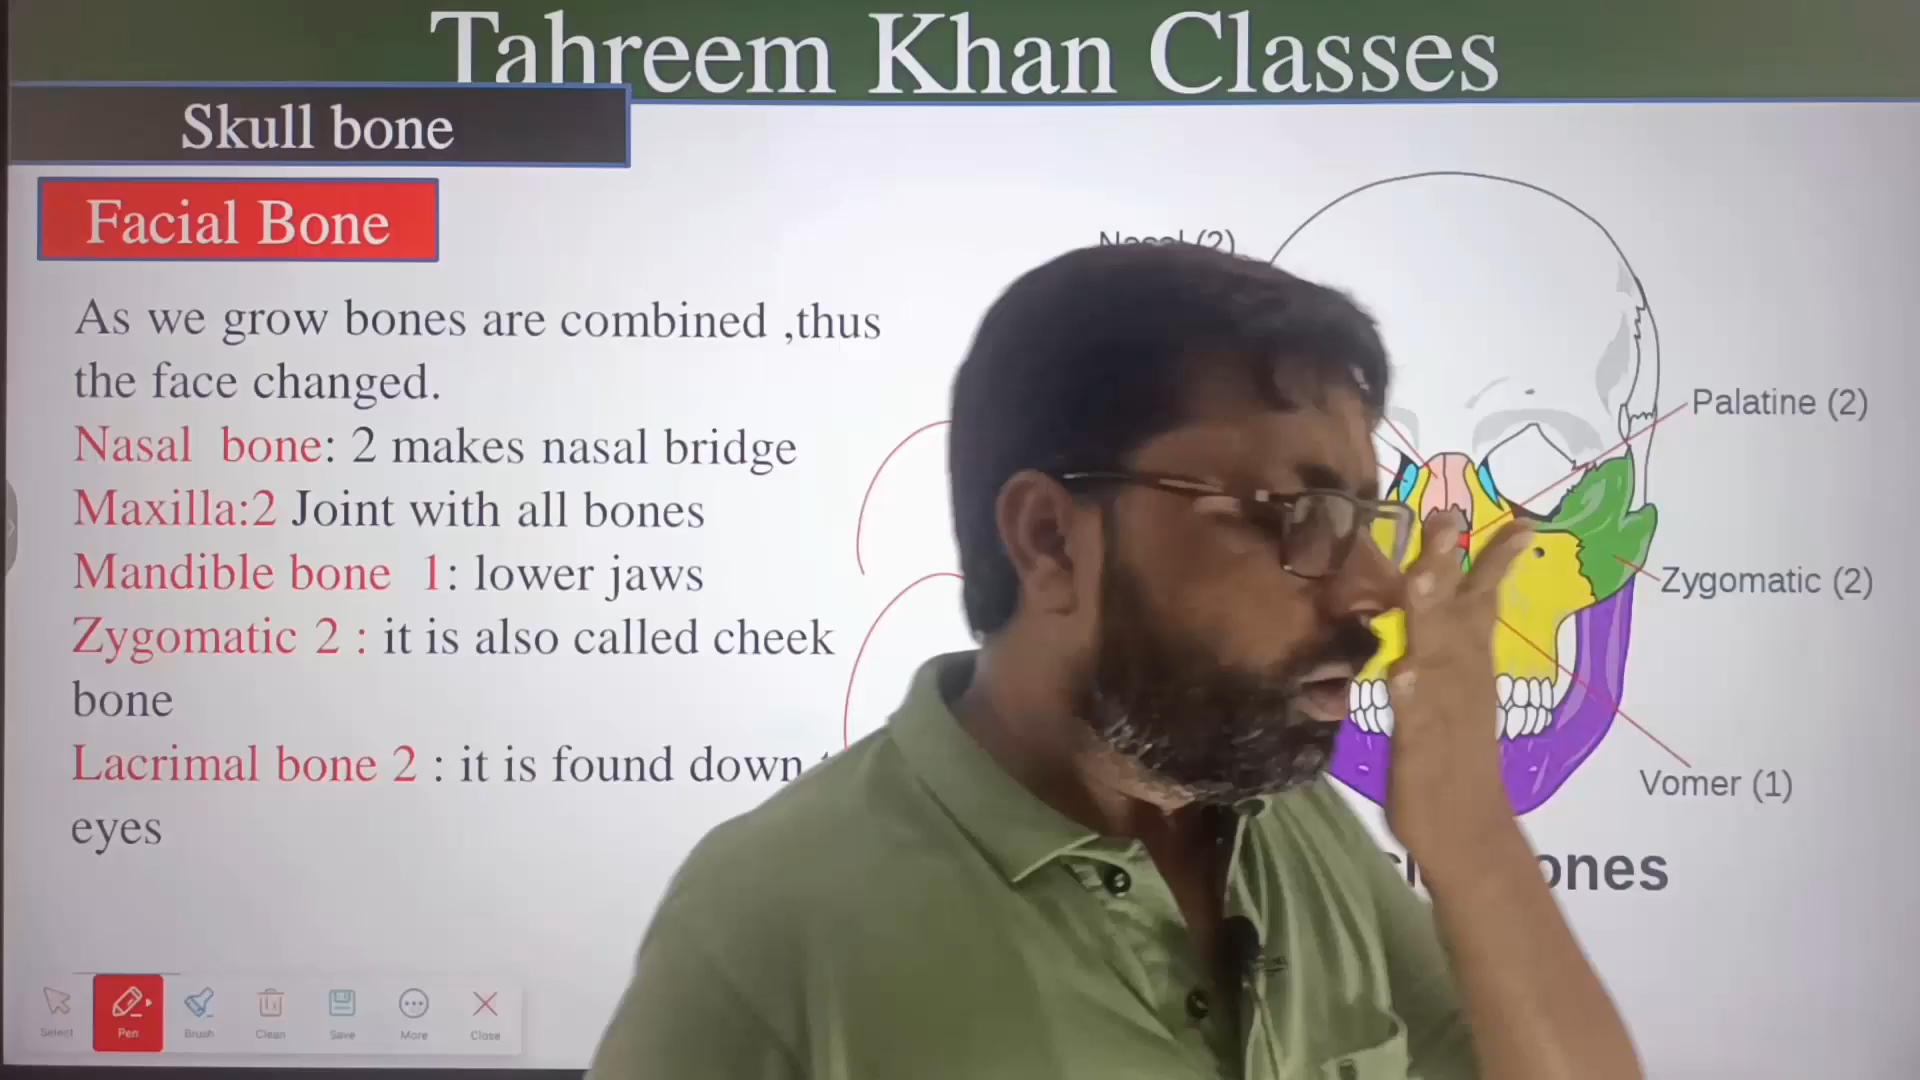 Tahreem Khan Classes
Skull bone
Facial Bone
As we grow bones are combined ,thus
the face changed.
Nasal bone: 2 makes nasal bridge
Maxilla:2 Joint with all bones
Mandible bone 1: lower jaws
Zygomatic 2 : it is also called cheek
bone
Lacrimal bone 2 : it is found down
eyes
Nasal (2)
Palatine (2)
Zygomatic (2)
Vomer (1)
Select
Pen
Brush
Clean
Save
More
Close